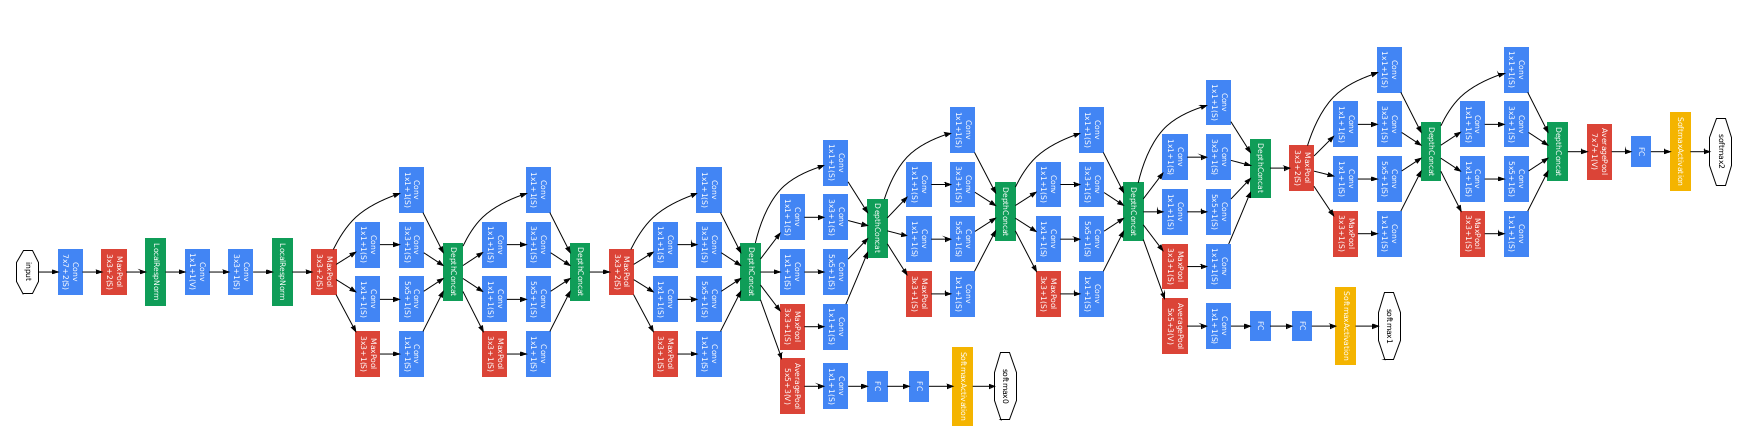 input
Conv
7x7+2(S)
MaxPool
3x3+2(S)
LocalRespNorm
Conv
1x1+1(V)
Conv
3x3+1(S)
LocalRespNorm
MaxPool
3x3+2(S)
Conv
1x1+1(S)
Conv
1x1+1(S)
MaxPool
3x3+1(S)
Conv
1x1+1(S)
Conv
3x3+1(S)
Conv
5x5+1(S)
Conv
1x1+1(S)
DepthConcat
Conv
1x1+1(S)
Conv
1x1+1(S)
MaxPool
3x3+1(S)
Conv
1x1+1(S)
Conv
3x3+1(S)
Conv
5x5+1(S)
Conv
1x1+1(S)
DepthConcat
MaxPool
3x3+2(S)
Conv
1x1+1(S)
Conv
1x1+1(S)
MaxPool
3x3+1(S)
Conv
1x1+1(S)
Conv
3x3+1(S)
Conv
5x5+1(S)
Conv
1x1+1(S)
DepthConcat
Conv
1x1+1(S)
Conv
1x1+1(S)
MaxPool
3x3+1(S)
AveragePool
5x5+3(V)
Conv
1x1+1(S)
Conv
3x3+1(S)
Conv
5x5+1(S)
Conv
1x1+1(S)
Conv
1x1+1(S)
DepthConcat
FC
FC
SoftmaxActivation
softmax0
Conv
1x1+1(S)
Conv
1x1+1(S)
MaxPool
3x3+1(S)
Conv
1x1+1(S)
Conv
3x3+1(S)
Conv
5x5+1(S)
Conv
1x1+1(S)
DepthConcat
Conv
1x1+1(S)
Conv
1x1+1(S)
MaxPool
3x3+1(S)
Conv
1x1+1(S)
Conv
3x3+1(S)
Conv
5x5+1(S)
Conv
1x1+1(S)
DepthConcat
Conv
1x1+1(S)
Conv
1x1+1(S)
MaxPool
3x3+1(S)
AveragePool
5x5+3(V)
Conv
1x1+1(S)
Conv
3x3+1(S)
Conv
5x5+1(S)
Conv
1x1+1(S)
Conv
1x1+1(S)
DepthConcat
FC
FC
SoftmaxActivation
softmax1
MaxPool
3x3+2(S)
Conv
1x1+1(S)
Conv
1x1+1(S)
MaxPool
3x3+1(S)
Conv
1x1+1(S)
Conv
3x3+1(S)
Conv
5x5+1(S)
Conv
1x1+1(S)
DepthConcat
Conv
1x1+1(S)
Conv
1x1+1(S)
MaxPool
3x3+1(S)
Conv
1x1+1(S)
Conv
3x3+1(S)
Conv
5x5+1(S)
Conv
1x1+1(S)
DepthConcat
AveragePool
7x7+1(V)
FC
SoftmaxActivation
softmax2